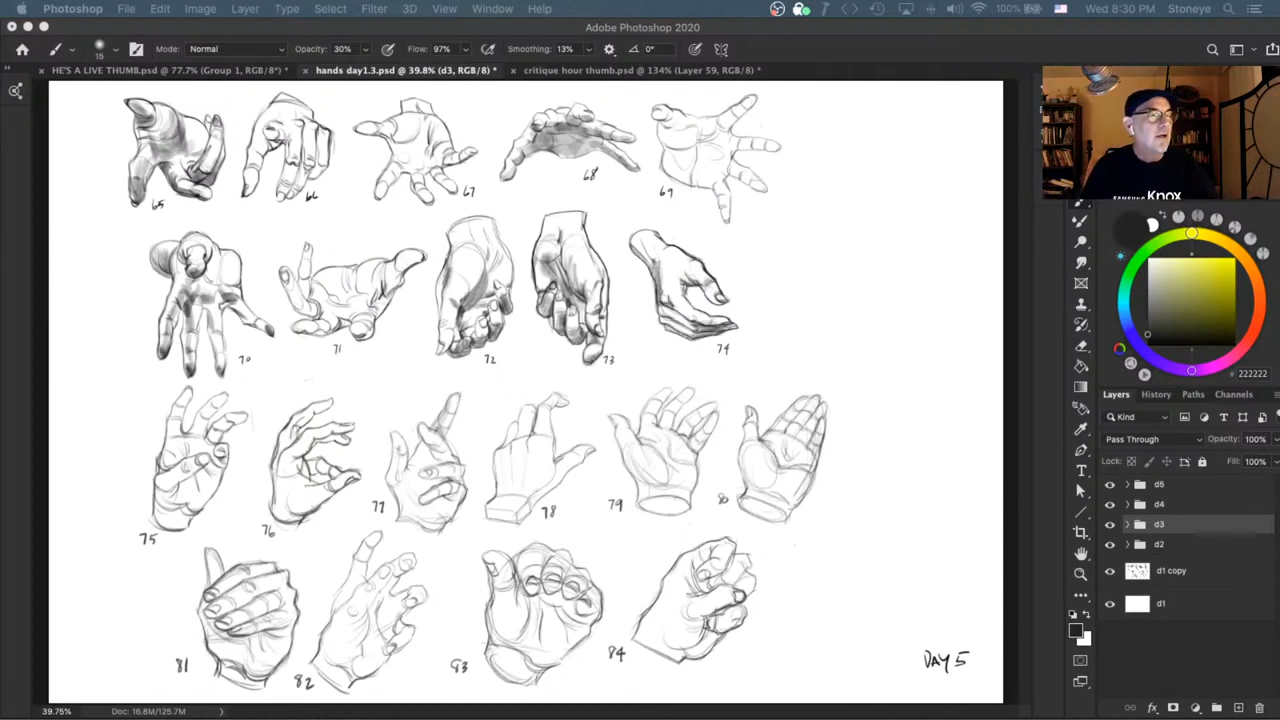 Photoshop File Edit Image Layer Type Select Filter 3D View Window Help 100% Wed 8:30 PM Stoneye
Adobe Photoshop 2020
15 Mode: Normal Opacity: 30% Flow: 97% Smoothing: 13% 0°
HE'S A LIVE THUMB.psd @ 77.7% (Group 1, RGB/8*) *
hands day1.3.psd @ 39.8% (d3, RGB/8) *
critique hour thumb.psd @ 134% (Layer 59, RGB/8) *
SAMSUNG Knox
65 66 67 68 69
70 71 72 73 74
75 76 77 78 79 80
81 82 83 84
DAY 5
# 222222
Layers History Paths Channels
Kind
Pass Through Opacity: 100%
Lock: Fill: 100%
d5
d4
d3
d2
d1 copy
d1
fx
39.75% Doc: 16.8M/125.7M